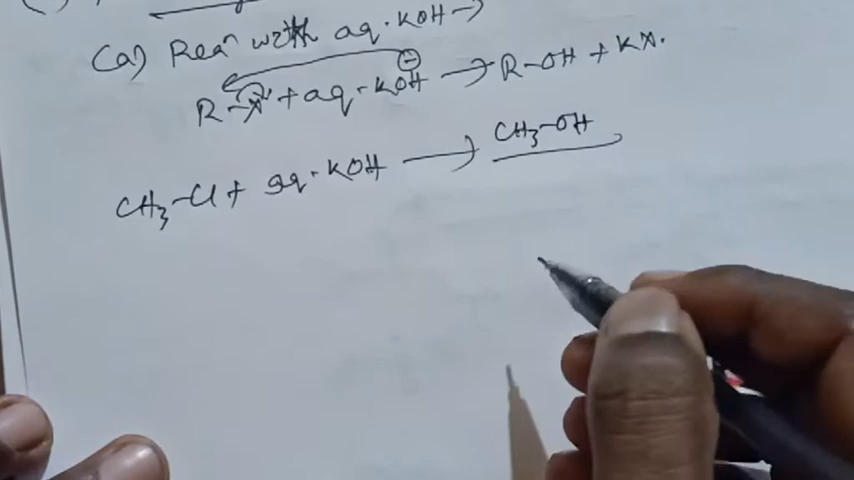 (a) Reaⁿ with aq. KOH →
R-X + aq. KOH⊖ → R-OH + KX.
CH₃-Cl + aq. KOH → CH₃-OH